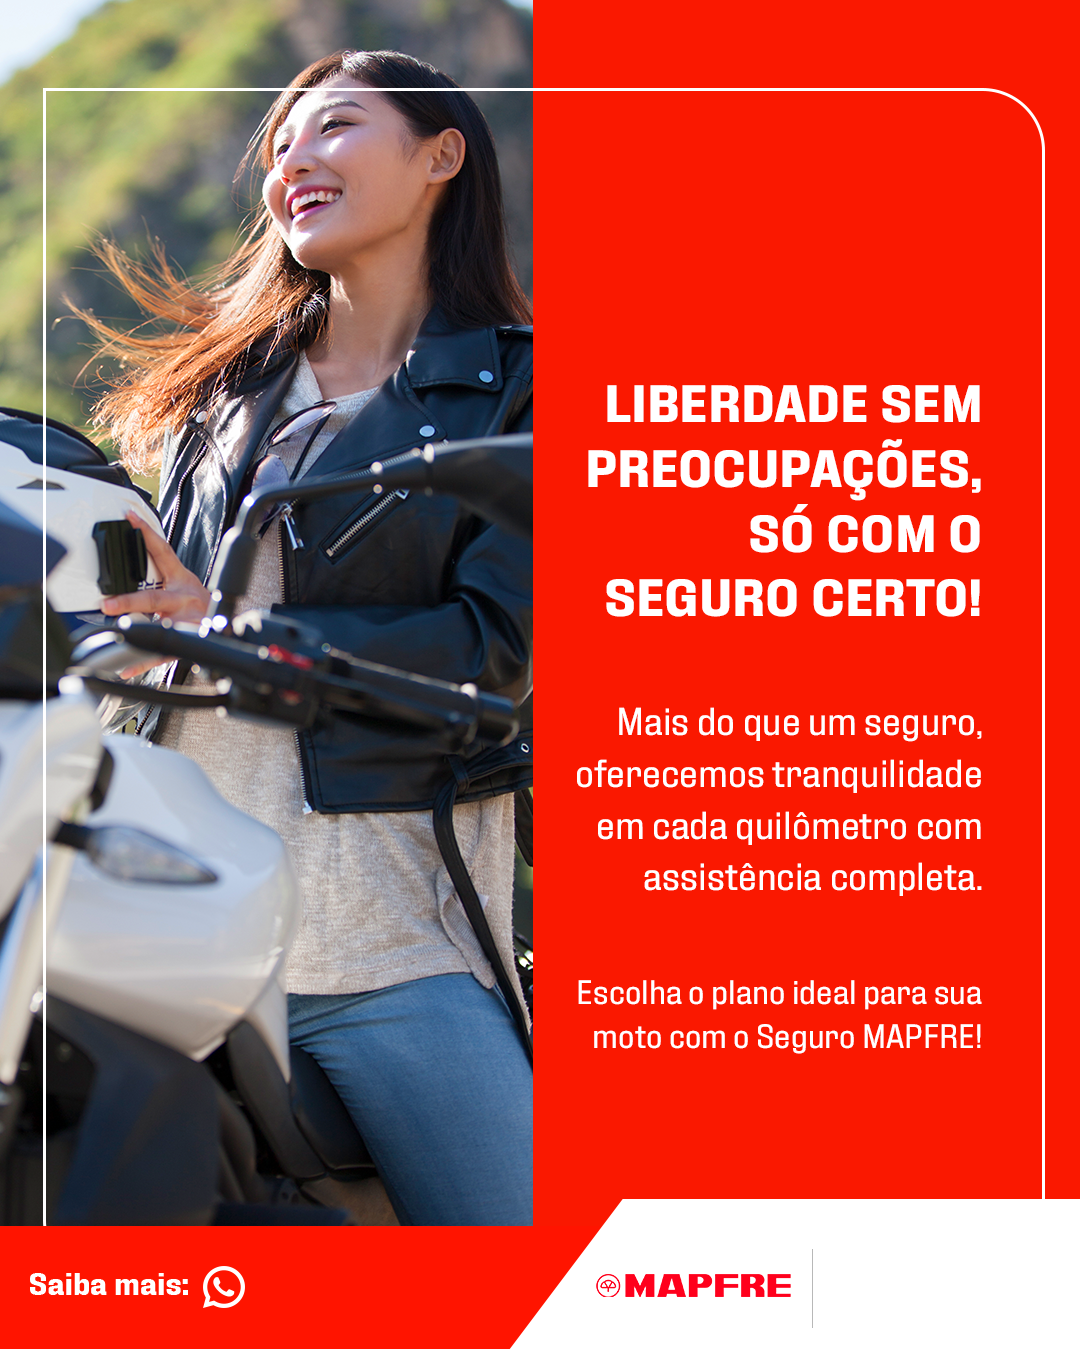 LIBERDADE SEM
PREOCUPAÇÕES,
SÓ COM O
SEGURO CERTO!
Mais do que um seguro,
oferecemos tranquilidade
em cada quilômetro com
assistência completa.
Escolha o plano ideal para sua
moto com o Seguro MAPFRE!
Saiba mais:
MAPFRE